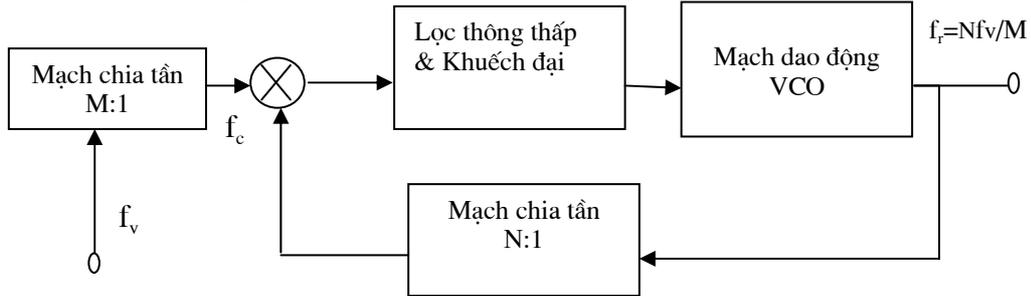 Mạch chia tần
M:1
f_c
f_v
Lọc thông thấp
& Khuếch đại
Mạch dao động
VCO
f_r=Nfv/M
Mạch chia tần
N:1